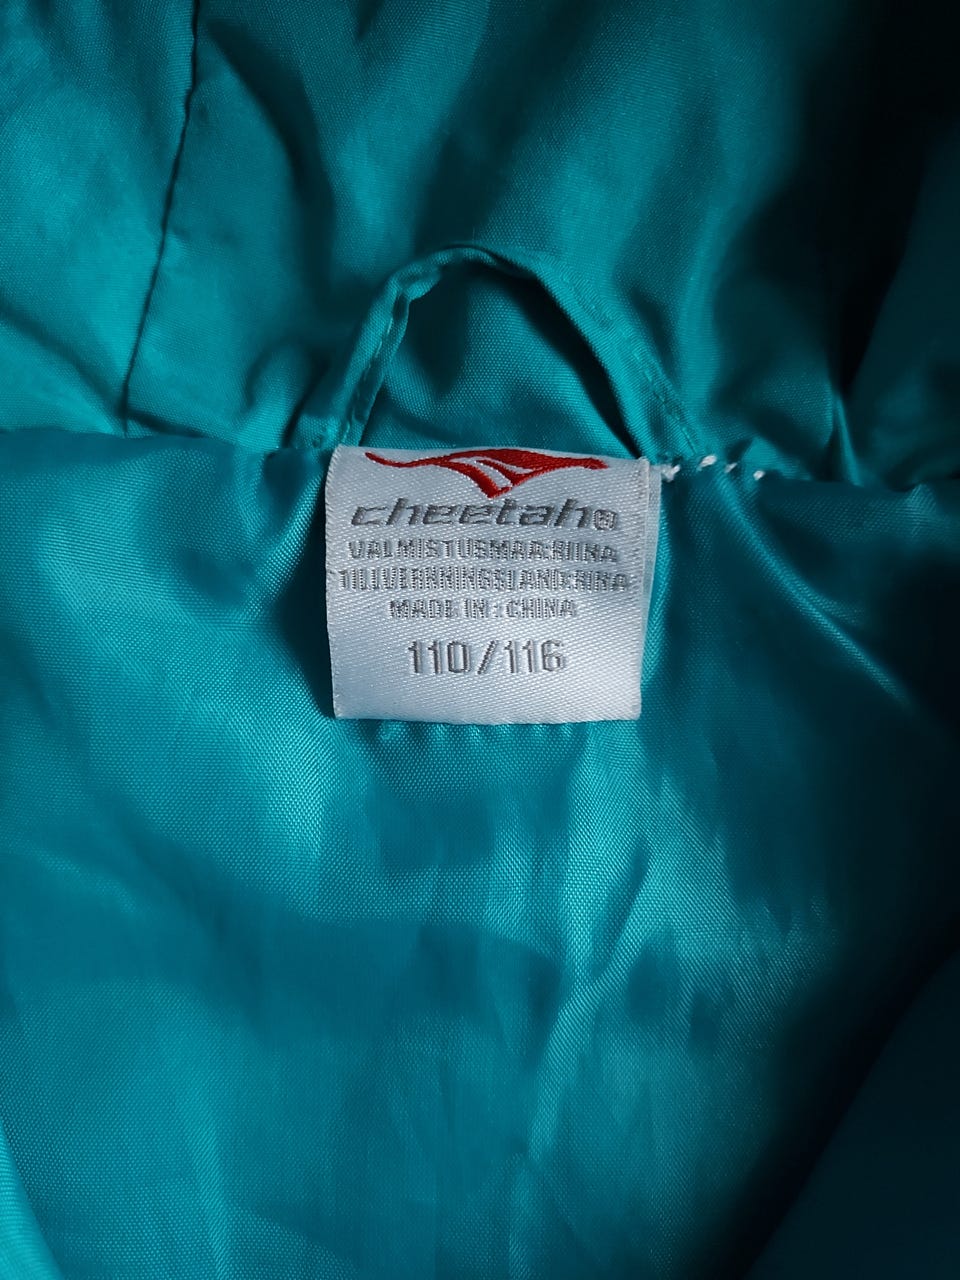 cheetah®
VALMISTUSMAA: KIINA
TILLVERKNINGSLAND: KINA
MADE IN : CHINA
110/116